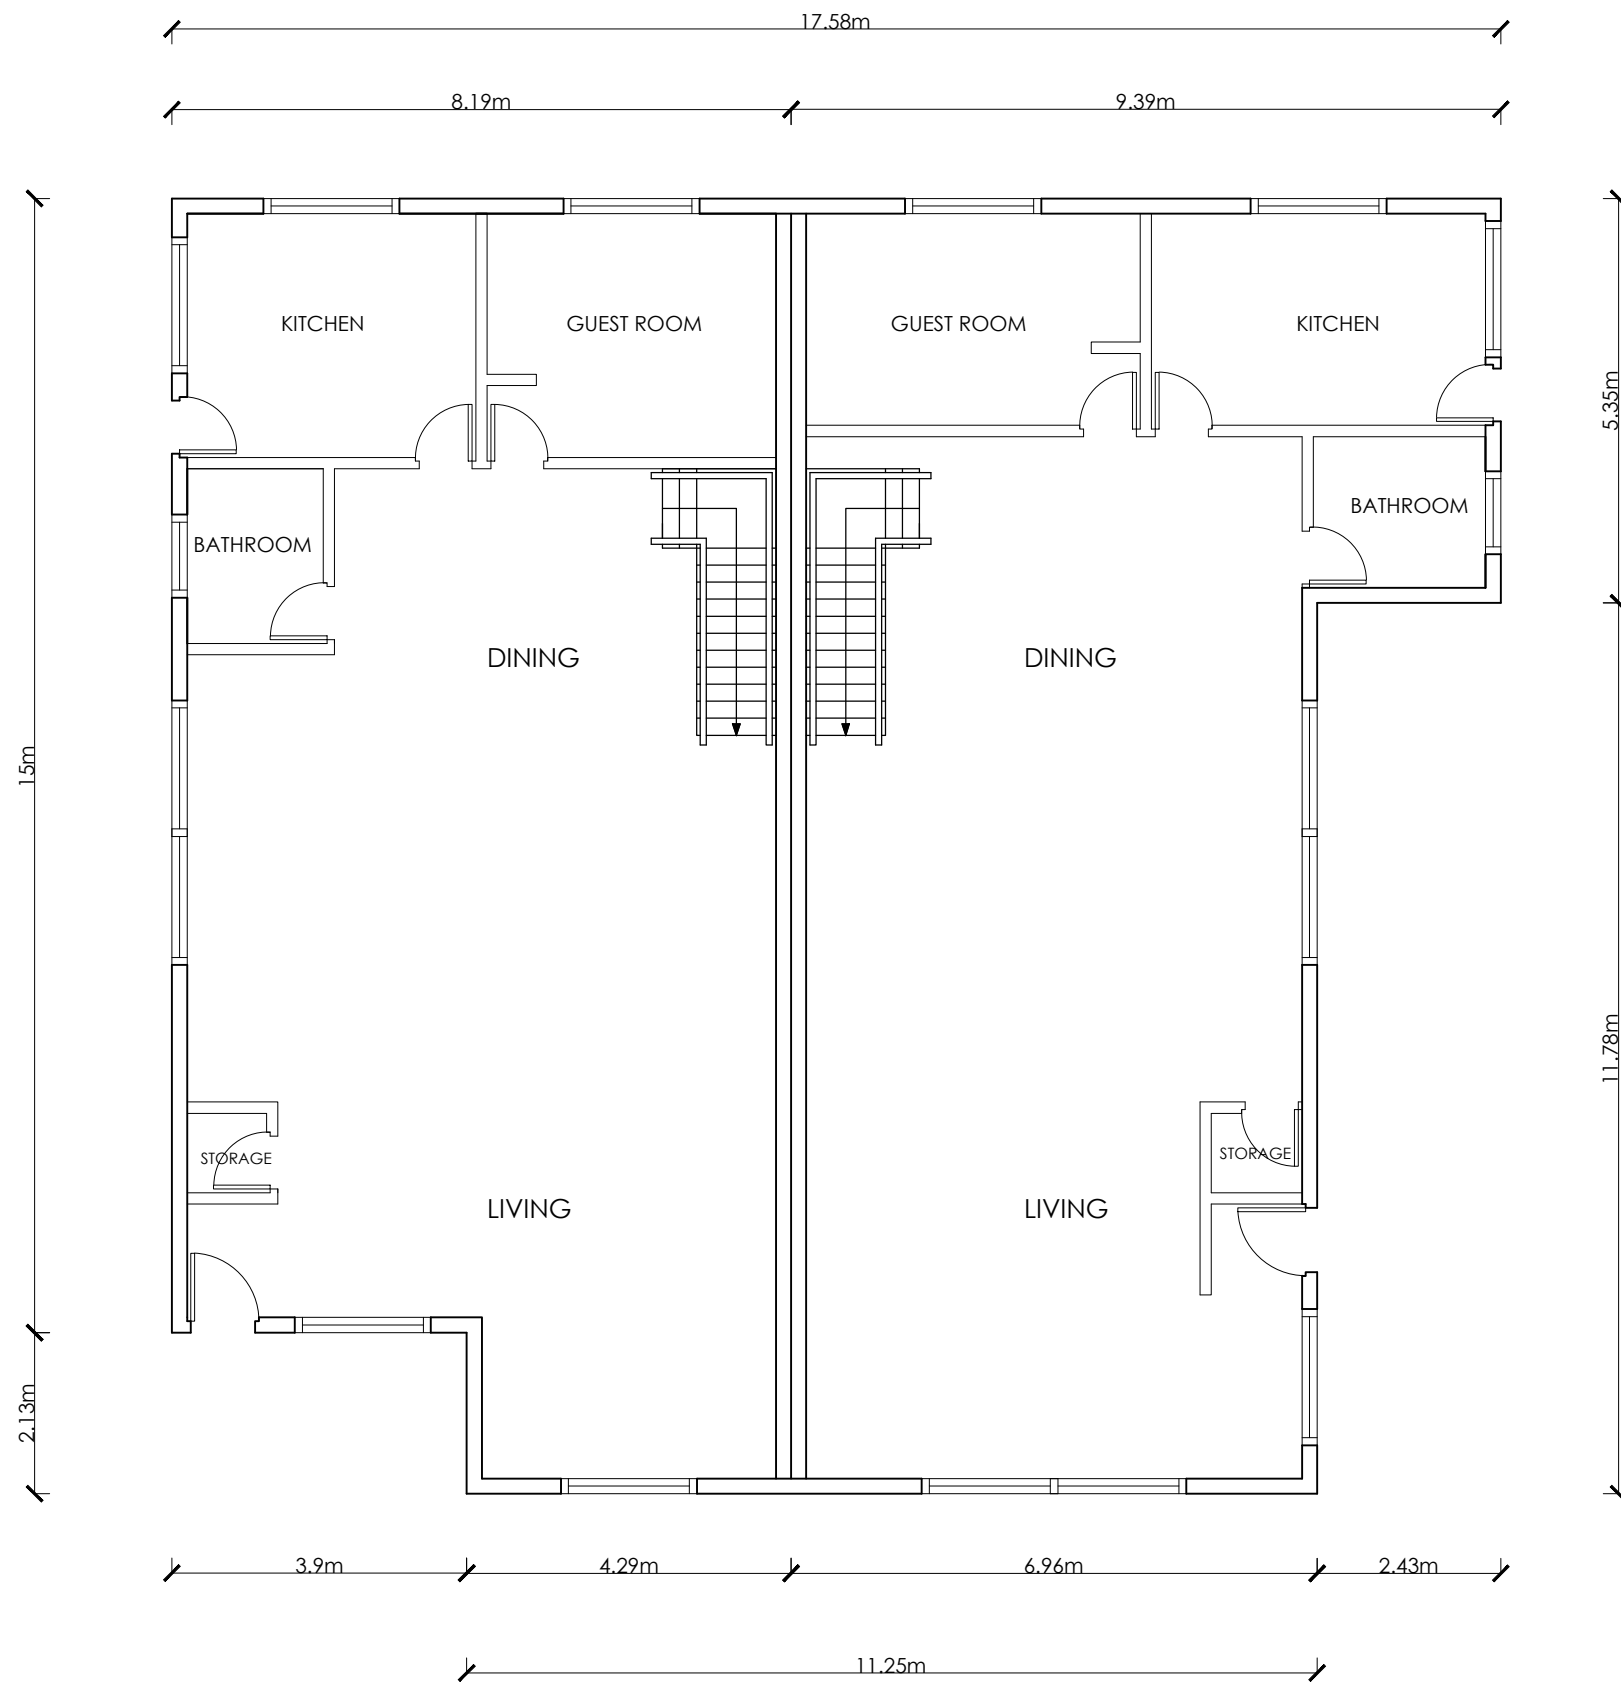 17.58m
8.19m
9.39m
KITCHEN
GUEST ROOM
GUEST ROOM
KITCHEN
5.35m
BATHROOM
BATHROOM
DINING
DINING
15m
11.78m
STORAGE
STORAGE
LIVING
LIVING
2.13m
3.9m
4.29m
6.96m
2.43m
11.25m